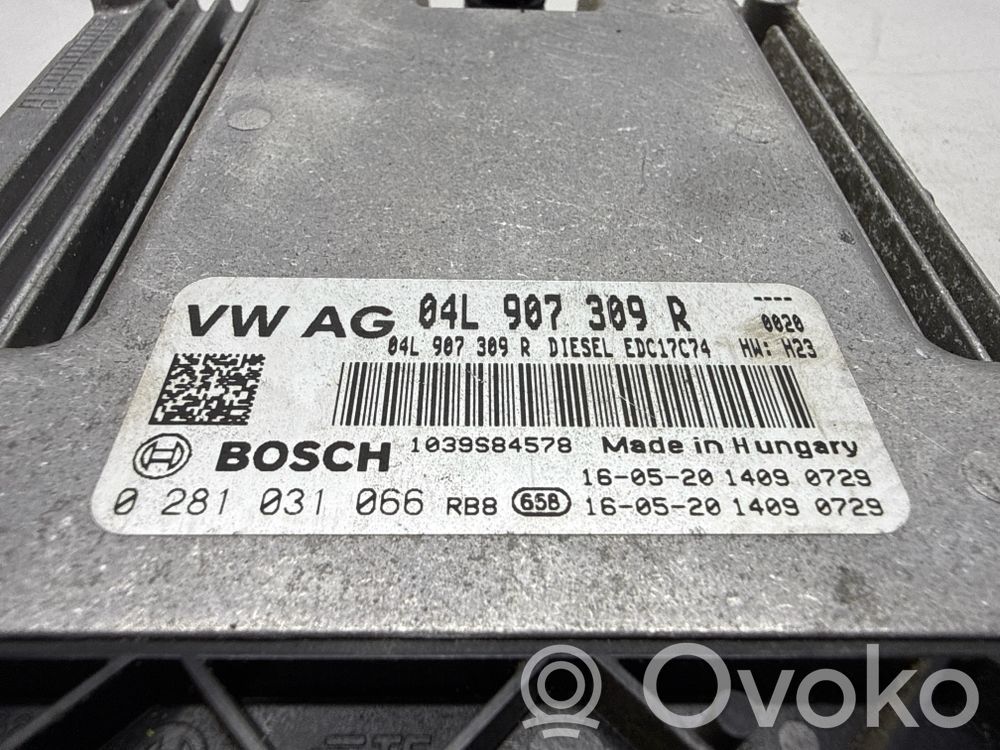 VW AG 04L 907 309 R ----
0020
04L 907 309 R DIESEL EDC17C74 HW: H23
BOSCH 1039S84578 Made in Hungary
16-05-20 1409 0729
0 281 031 066 RB8 658 16-05-20 1409 0729
Ovoko